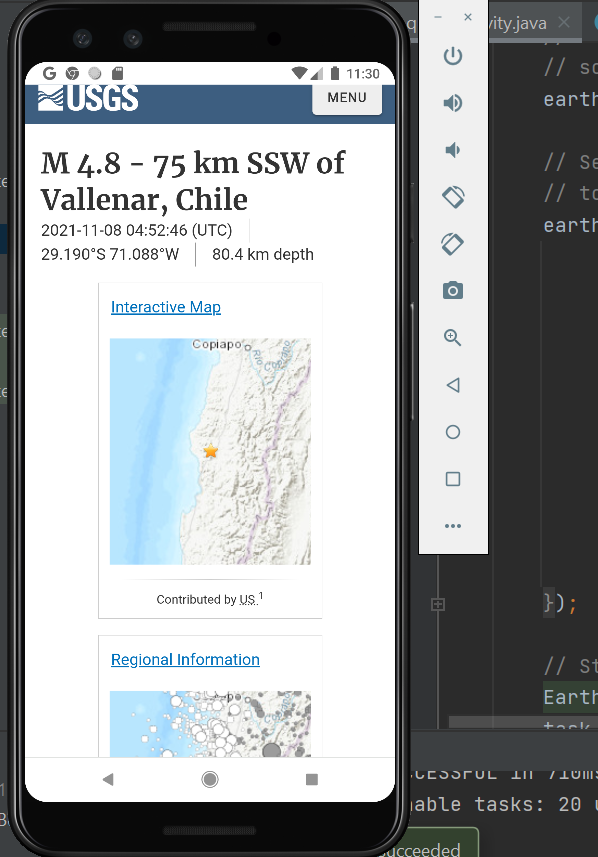 11:30
USGS
MENU
M 4.8 - 75 km SSW of
Vallenar, Chile
2021-11-08 04:52:46 (UTC)
29.190°S 71.088°W 80.4 km depth
Interactive Map
Copiapo
Contributed by US 1
Regional Information
vity.java
//
// so
earth
// Se
// to
earth
});
// St
Earth
task
CCESSFUL in 710ms
nable tasks: 20 u
ucceeded